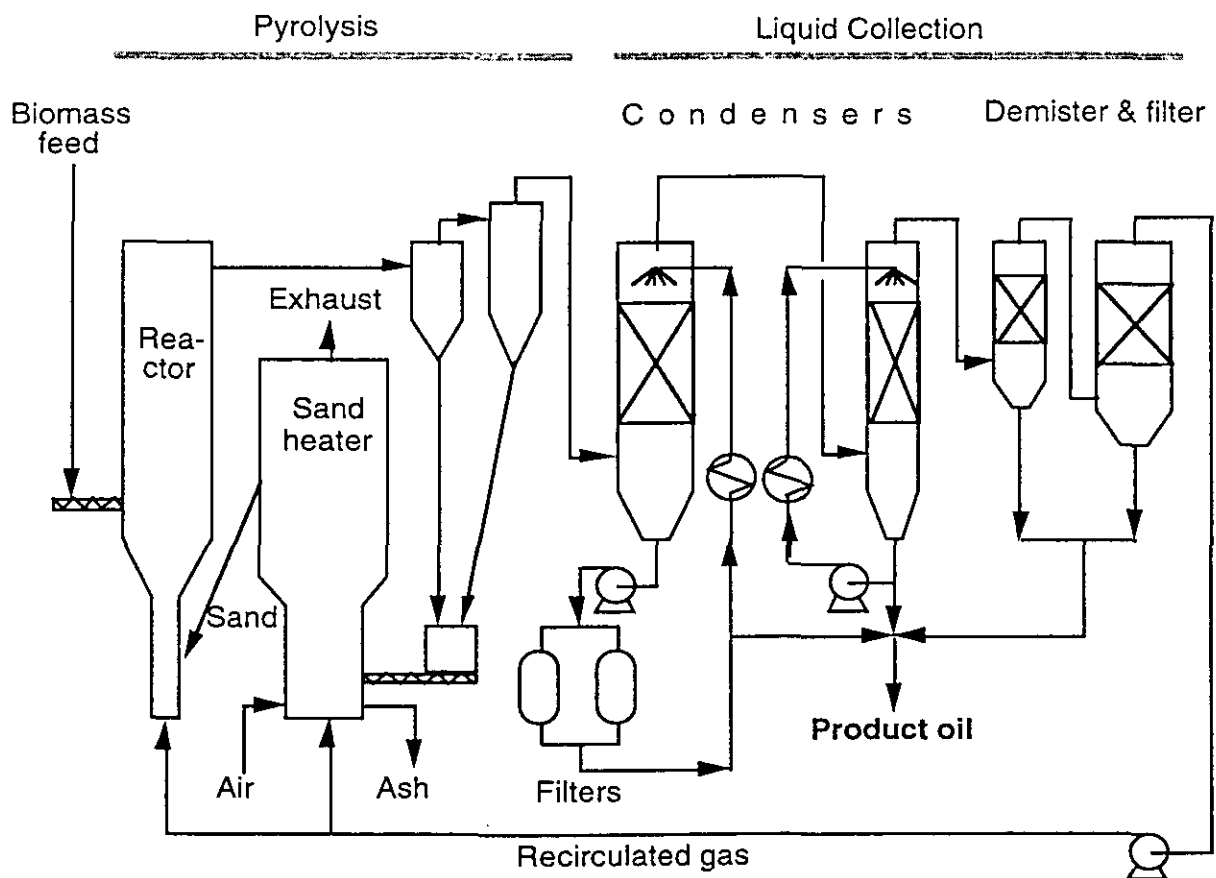 Pyrolysis
Liquid Collection
Biomass
feed
C o n d e n s e r s
Demister & filter
Exhaust
Rea-
ctor
Sand
heater
Sand
Air
Ash
Filters
Product oil
Recirculated gas